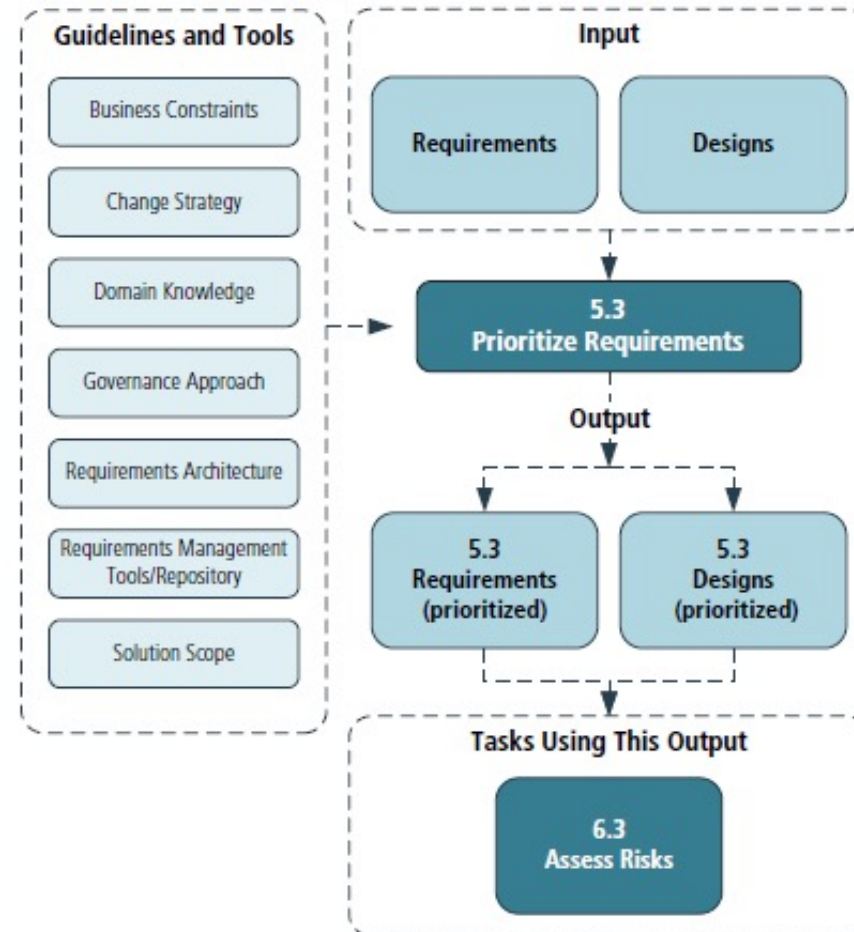 Guidelines and Tools
Business Constraints
Change Strategy
Domain Knowledge
Governance Approach
Requirements Architecture
Requirements Management
Tools/Repository
Solution Scope
Input
Requirements
Designs
5.3
Prioritize Requirements
Output
5.3
Requirements
(prioritized)
5.3
Designs
(prioritized)
Tasks Using This Output
6.3
Assess Risks